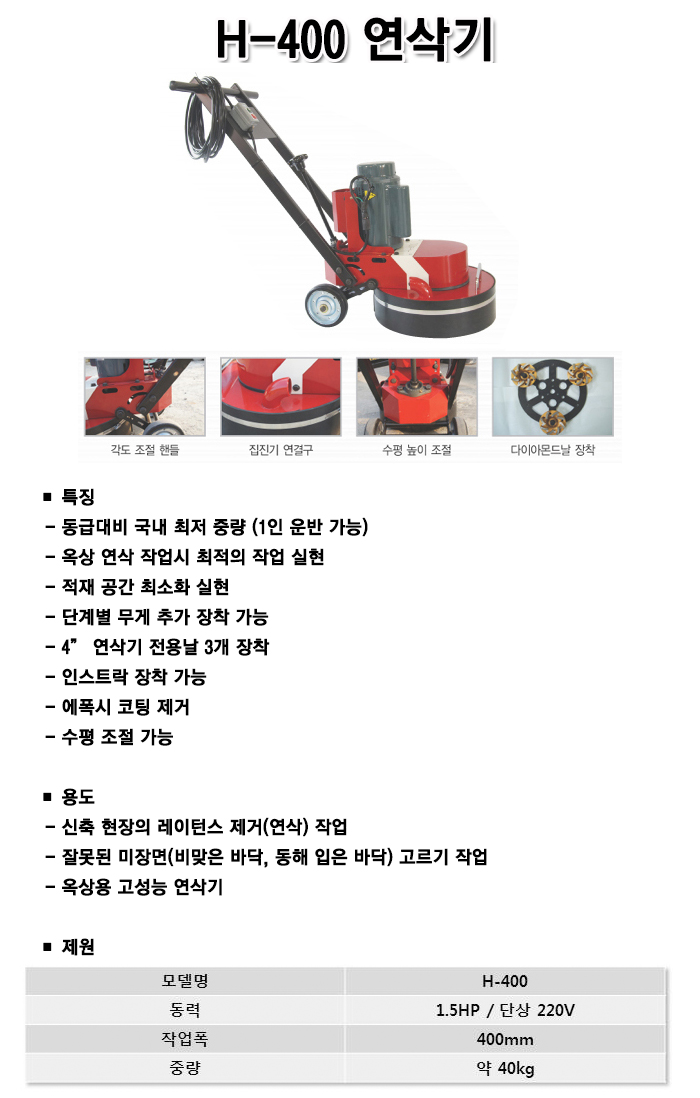 H-400 연삭기
각도 조절 핸들
집진기 연결구
수평 높이 조절
다이아몬드날 장착
■ 특징
- 동급대비 국내 최저 중량 (1인 운반 가능)
- 옥상 연삭 작업시 최적의 작업 실현
- 적재 공간 최소화 실현
- 단계별 무게 추가 장착 가능
- 4” 연삭기 전용날 3개 장착
- 인스트락 장착 가능
- 에폭시 코팅 제거
- 수평 조절 가능
■ 용도
- 신축 현장의 레이턴스 제거(연삭) 작업
- 잘못된 미장면(비맞은 바닥, 동해 입은 바닥) 고르기 작업
- 옥상용 고성능 연삭기
■ 제원
모델명 H-400
동력 1.5HP / 단상 220V
작업폭 400mm
중량 약 40kg